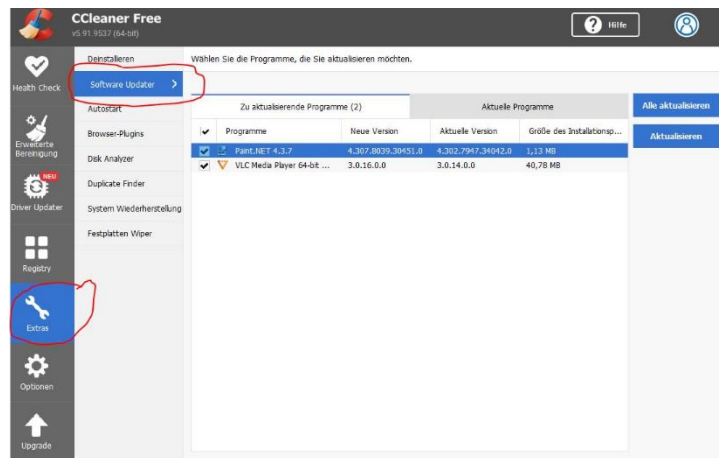 CCleaner Free
v5.91.9537 (64-bit)
Hilfe
Health Check
Erweiterte
Bereinigung
NEU
Driver Updater
Registry
Extras
Optionen
Upgrade
Deinstallieren
Software Updater
Autostart
Browser-Plugins
Disk Analyzer
Duplicate Finder
System Wiederherstellung
Festplatten Wiper
Wählen Sie die Programme, die Sie aktualisieren möchten.
Zu aktualisierende Programme (2) Aktuelle Programme
Programme Neue Version Aktuelle Version Größe des Installationsp...
Paint.NET 4.3.7 4.307.8039.30451.0 4.302.7947.34042.0 1,13 MB
VLC Media Player 64-bit ... 3.0.16.0.0 3.0.14.0.0 40,78 MB
Alle aktualisieren
Aktualisieren